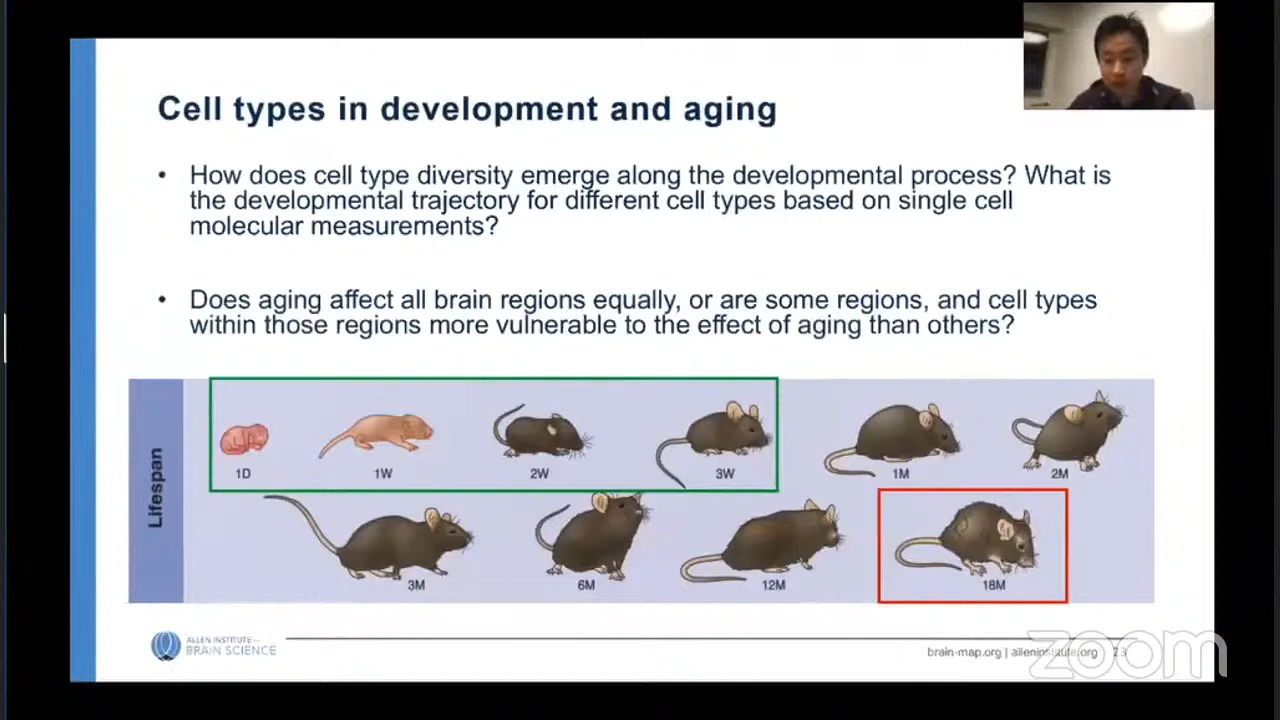 Cell types in development and aging
• How does cell type diversity emerge along the developmental process? What is
the developmental trajectory for different cell types based on single cell
molecular measurements?
• Does aging affect all brain regions equally, or are some regions, and cell types
within those regions more vulnerable to the effect of aging than others?
Lifespan
1D 1W 2W 3W 1M 2M
3M 6M 12M 18M
ALLEN INSTITUTE for
BRAIN SCIENCE
brain-map.org | alleninstitute.org 23
zoom